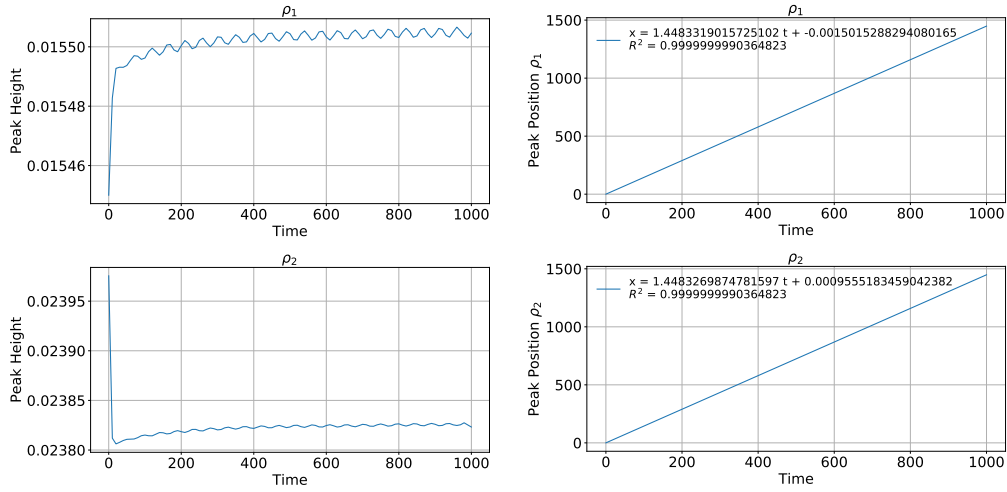 ρ₁
0.01550
0.01548
0.01546
Peak Height
0 200 400 600 800 1000
Time
ρ₁
x = 1.4483319015725102 t + -0.0015015288294080165
R² = 0.9999999990364823
1500
1000
500
0
Peak Position ρ₁
0 200 400 600 800 1000
Time
ρ₂
0.02395
0.02390
0.02385
0.02380
Peak Height
0 200 400 600 800 1000
Time
ρ₂
x = 1.4483269874781597 t + 0.0009555183459042382
R² = 0.9999999990364823
1500
1000
500
0
Peak Position ρ₂
0 200 400 600 800 1000
Time